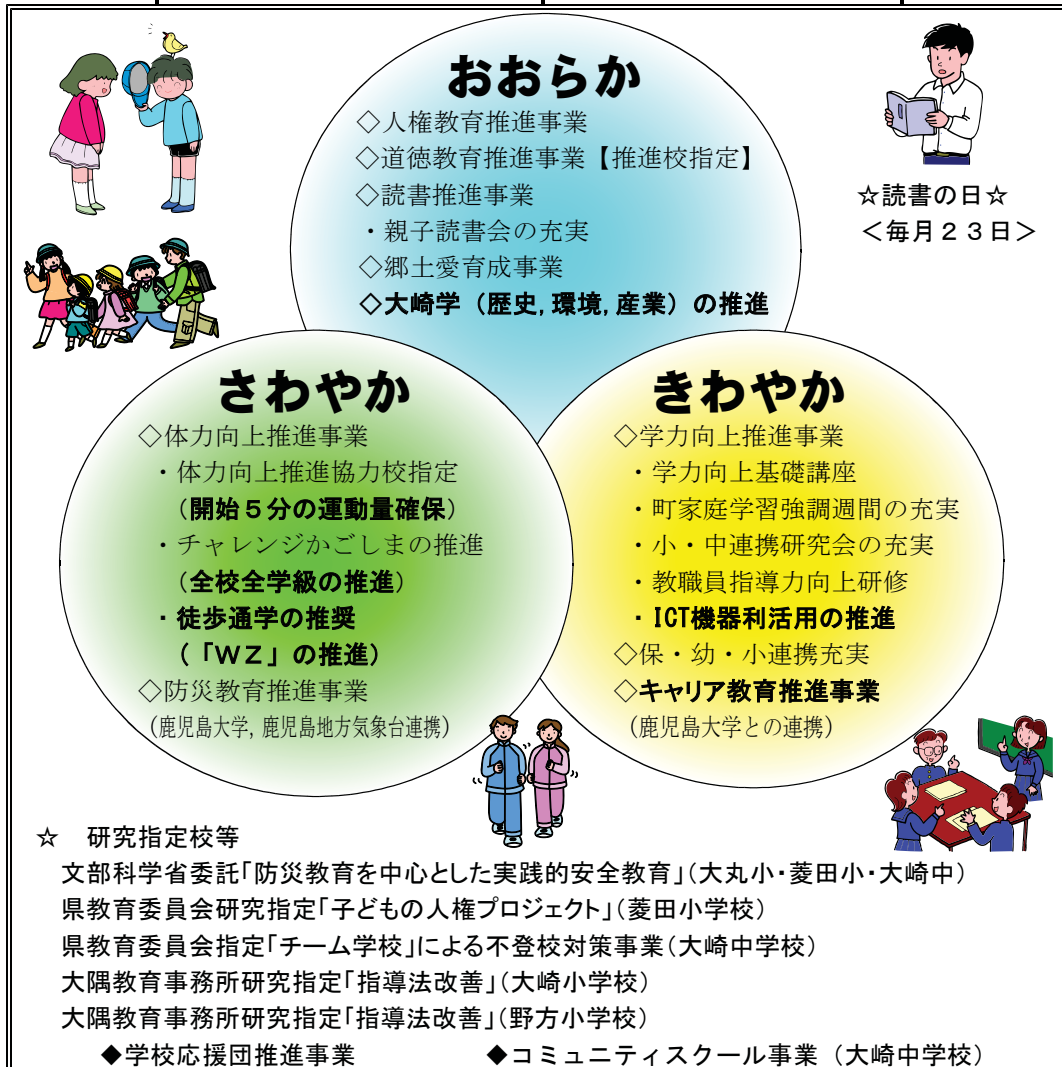 おおらか
◇人権教育推進事業
◇道徳教育推進事業【推進校指定】
◇読書推進事業
・親子読書会の充実
◇郷土愛育成事業
◇大崎学（歴史,環境,産業）の推進
☆読書の日☆
＜毎月２３日＞
さわやか
◇体力向上推進事業
・体力向上推進協力校指定
（開始５分の運動量確保）
・チャレンジかごしまの推進
（全校全学級の推進）
・徒歩通学の推奨
（「ＷＺ」の推進）
◇防災教育推進事業
（鹿児島大学,鹿児島地方気象台連携）
きわやか
◇学力向上推進事業
・学力向上基礎講座
・町家庭学習強調週間の充実
・小・中連携研究会の充実
・教職員指導力向上研修
・ICT機器利活用の推進
◇保・幼・小連携充実
◇キャリア教育推進事業
（鹿児島大学との連携）
☆　研究指定校等
文部科学省委託「防災教育を中心とした実践的安全教育」（大丸小・菱田小・大崎中）
県教育委員会研究指定「子どもの人権プロジェクト」（菱田小学校）
県教育委員会指定「チーム学校」による不登校対策事業（大崎中学校）
大隅教育事務所研究指定「指導法改善」（大崎小学校）
大隅教育事務所研究指定「指導法改善」（野方小学校）
◆学校応援団推進事業　◆コミュニティスクール事業（大崎中学校）